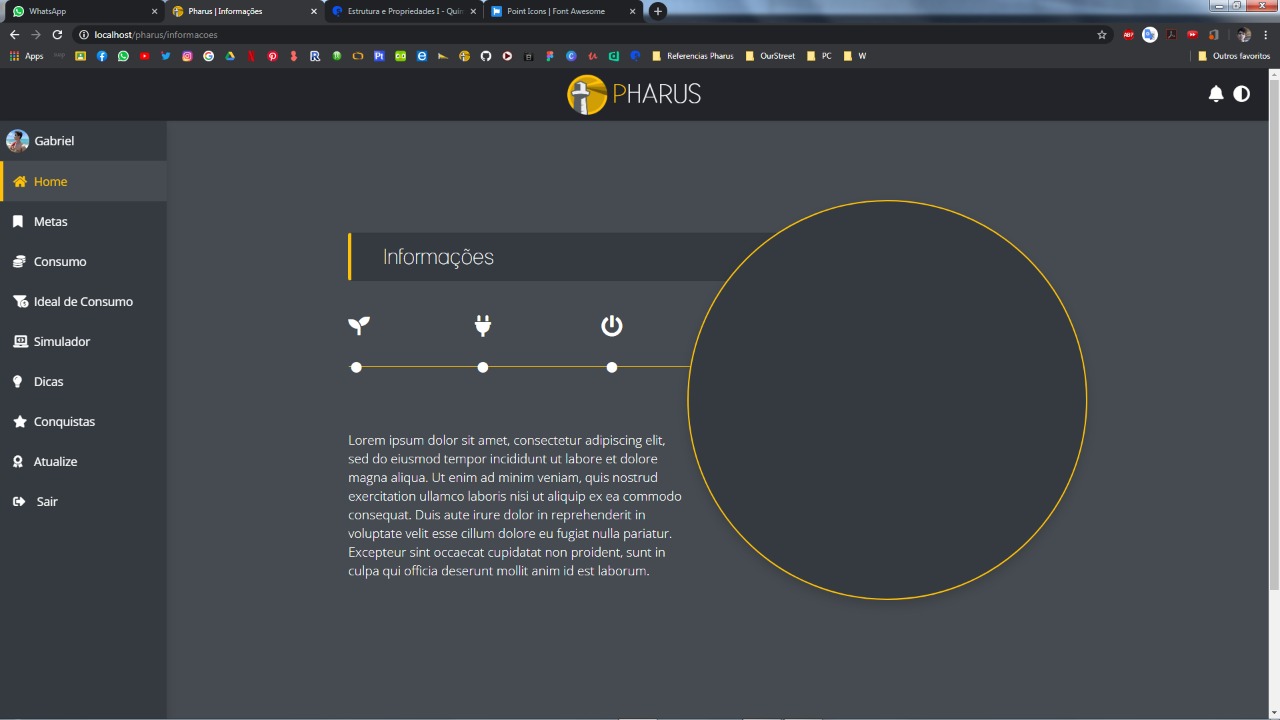 WhatsApp
Pharus | Informações
Estrutura e Propriedades I - Quím
Point Icons | Font Awesome
localhost/pharus/informacoes
Apps
Referencias Pharus
OurStreet
PC
W
Outros favoritos
PHARUS
Gabriel
Home
Metas
Consumo
Ideal de Consumo
Simulador
Dicas
Conquistas
Atualize
Sair
Informações
Lorem ipsum dolor sit amet, consectetur adipiscing elit,
sed do eiusmod tempor incididunt ut labore et dolore
magna aliqua. Ut enim ad minim veniam, quis nostrud
exercitation ullamco laboris nisi ut aliquip ex ea commodo
consequat. Duis aute irure dolor in reprehenderit in
voluptate velit esse cillum dolore eu fugiat nulla pariatur.
Excepteur sint occaecat cupidatat non proident, sunt in
culpa qui officia deserunt mollit anim id est laborum.